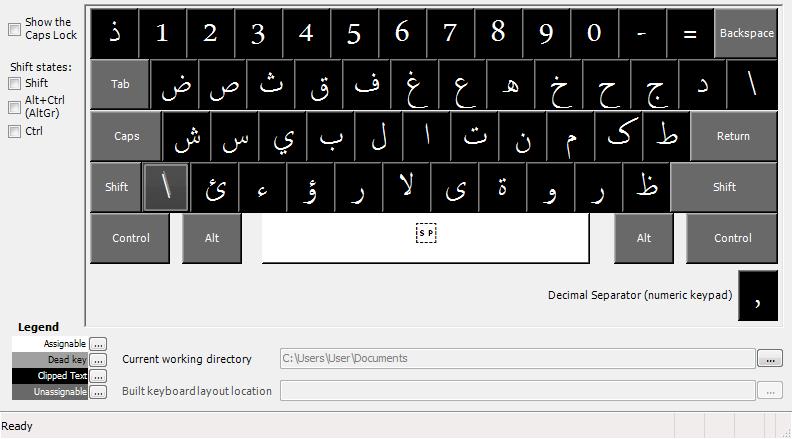 Show the
Caps Lock
Shift states:
Shift
Alt+Ctrl
(AltGr)
Ctrl
ذ 1 2 3 4 5 6 7 8 9 0 - = Backspace
Tab ض ص ث ق ف غ ع ه خ ح ج د \
Caps ش س ي ب ل ا ت ن م ك ط Return
Shift \ ئ ء ؤ ر لا ى ة و ر ظ Shift
Control Alt SP Alt Control
Decimal Separator (numeric keypad) ,
Legend
Assignable ...
Dead key ...
Clipped Text ...
Unassignable ...
Current working directory C:\Users\User\Documents ...
Built keyboard layout location ...
Ready